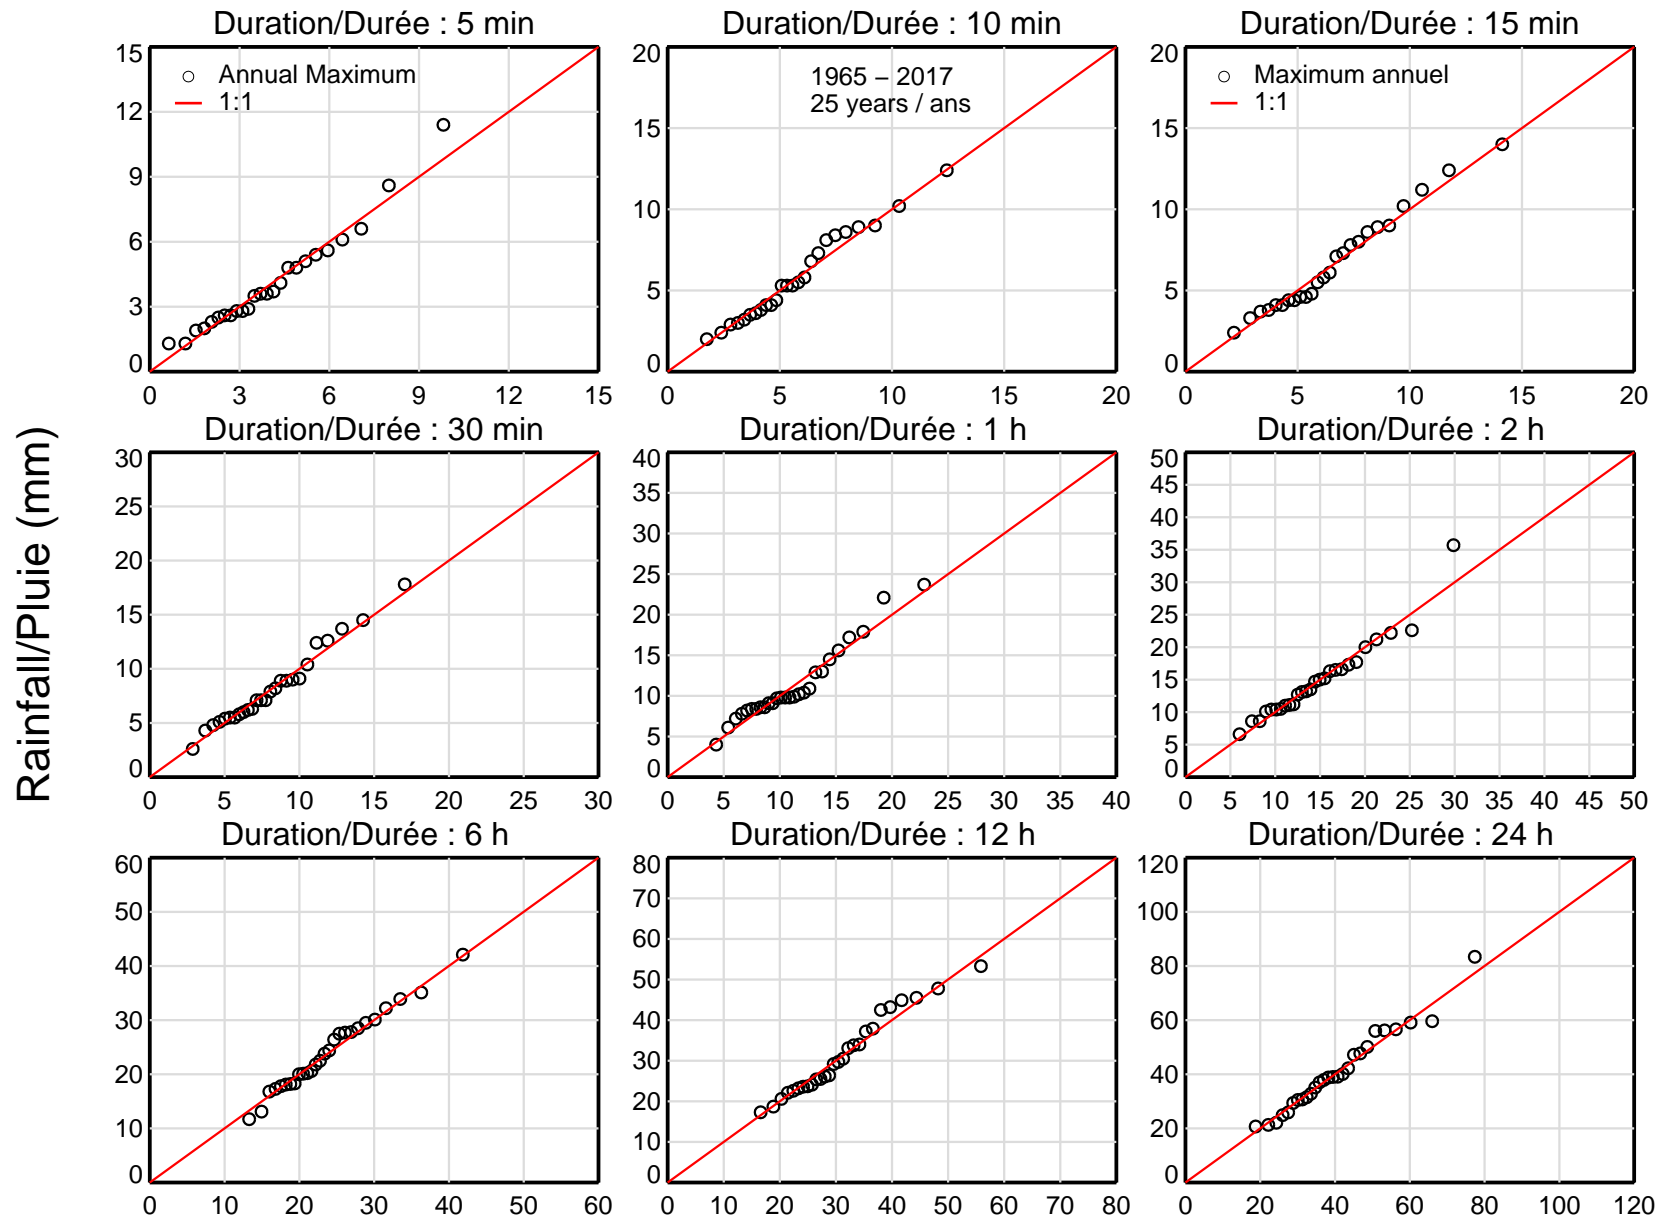 Duration/Durée : 5 min
Duration/Durée : 10 min
Duration/Durée : 15 min
15
12
9
6
3
0
Annual Maximum
1:1
0 3 6 9 12 15
20
15
10
5
0
1965 – 2017
25 years / ans
0 5 10 15 20
20
15
10
5
0
Maximum annuel
1:1
0 5 10 15 20
Rainfall/Pluie (mm)
Duration/Durée : 30 min
Duration/Durée : 1 h
Duration/Durée : 2 h
30
25
20
15
10
5
0
0 5 10 15 20 25 30
40
35
30
25
20
15
10
5
0
0 5 10 15 20 25 30 35 40
50
45
40
35
30
25
20
15
10
5
0
0 5 10 15 20 25 30 35 40 45 50
Duration/Durée : 6 h
Duration/Durée : 12 h
Duration/Durée : 24 h
60
50
40
30
20
10
0
0 10 20 30 40 50 60
80
70
60
50
40
30
20
10
0
0 10 20 30 40 50 60 70 80
120
100
80
60
40
20
0
0 20 40 60 80 100 120